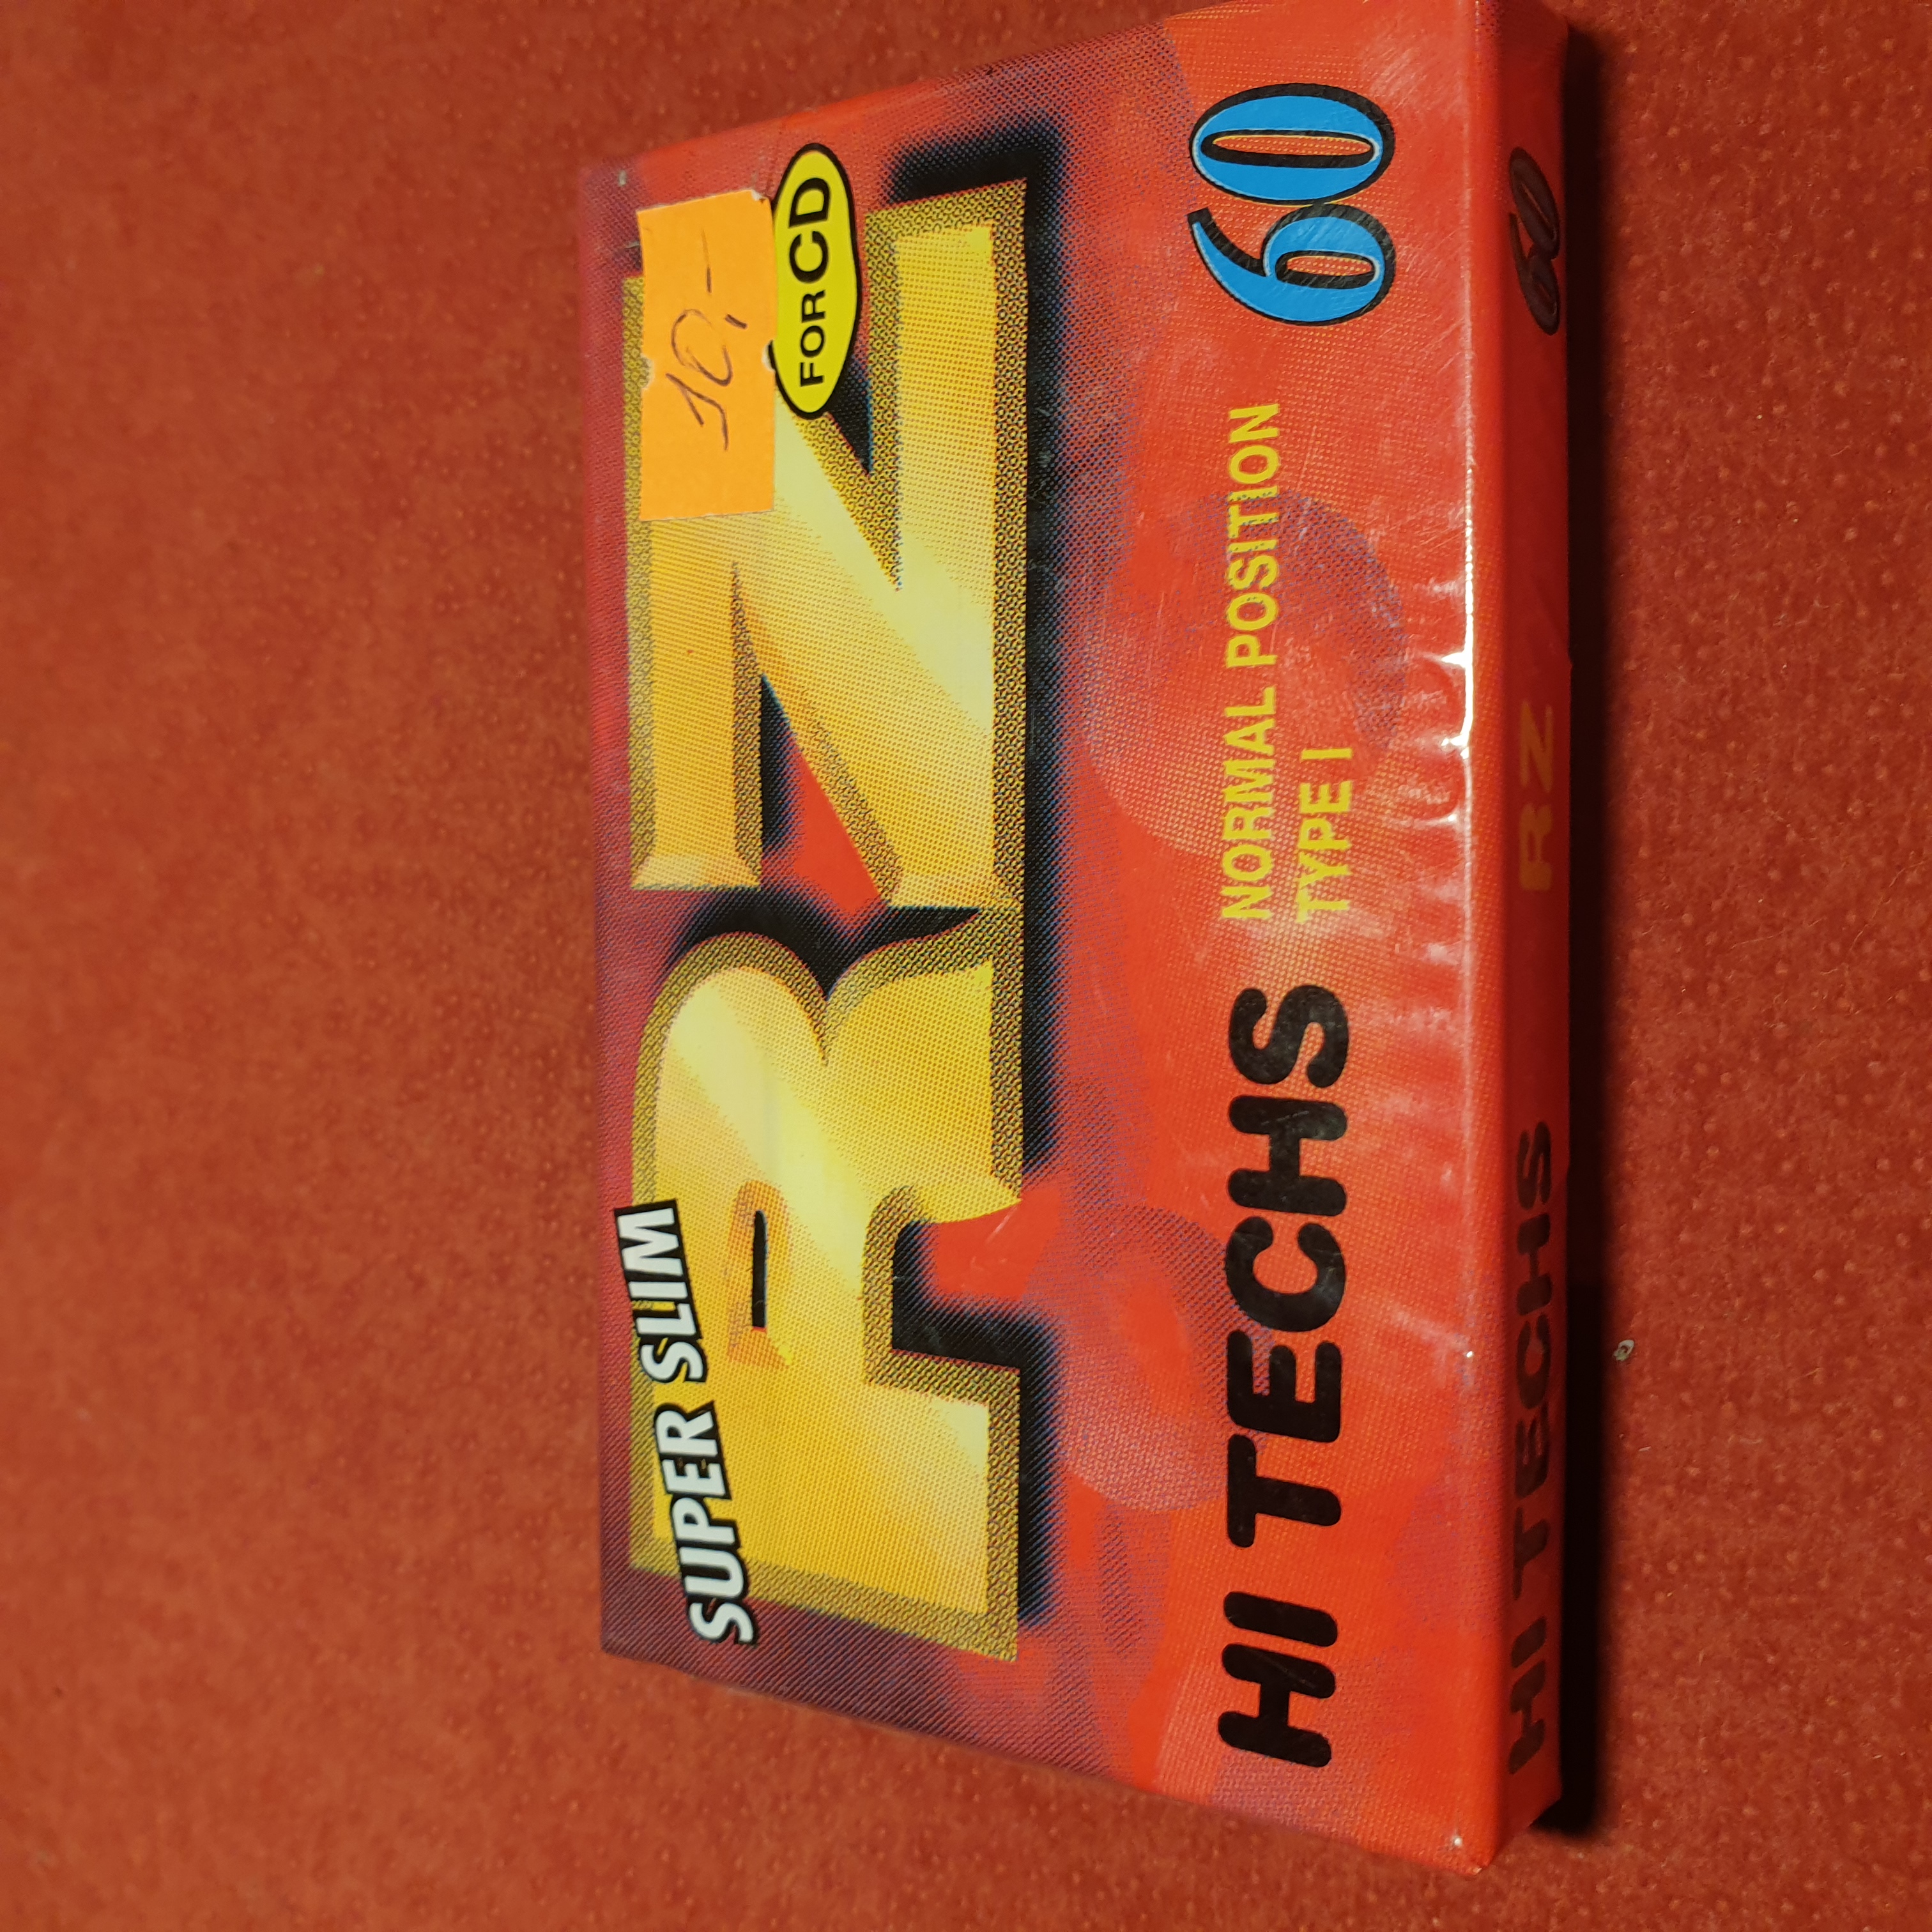 SUPER SLIM
RZ
10,-
FOR CD
HI TECHS
NORMAL POSITION
TYPE I
60
HI TECHS RZ 60